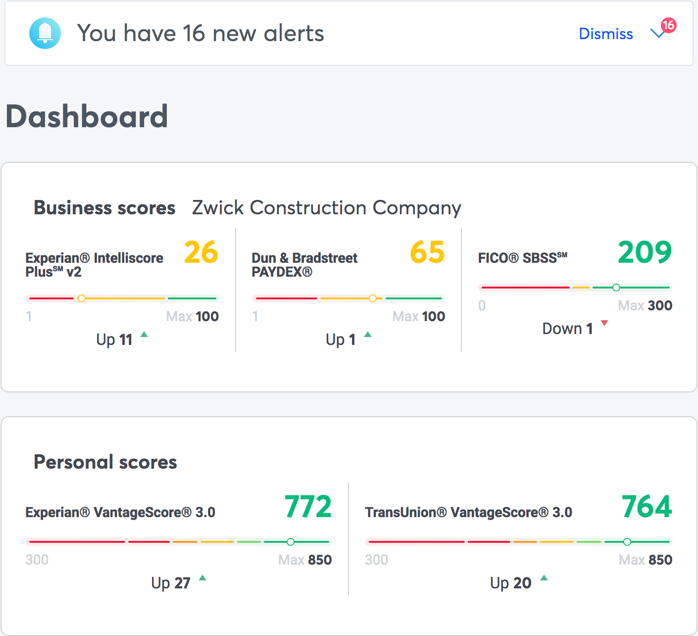 You have 16 new alerts
Dismiss
16
Dashboard
Business scores Zwick Construction Company
Experian® Intelliscore
Plus℠ v2
26
1
Max 100
Up 11
Dun & Bradstreet
PAYDEX®
65
1
Max 100
Up 1
FICO® SBSS℠
209
0
Max 300
Down 1
Personal scores
Experian® VantageScore® 3.0
772
300
Max 850
Up 27
TransUnion® VantageScore® 3.0
764
300
Max 850
Up 20